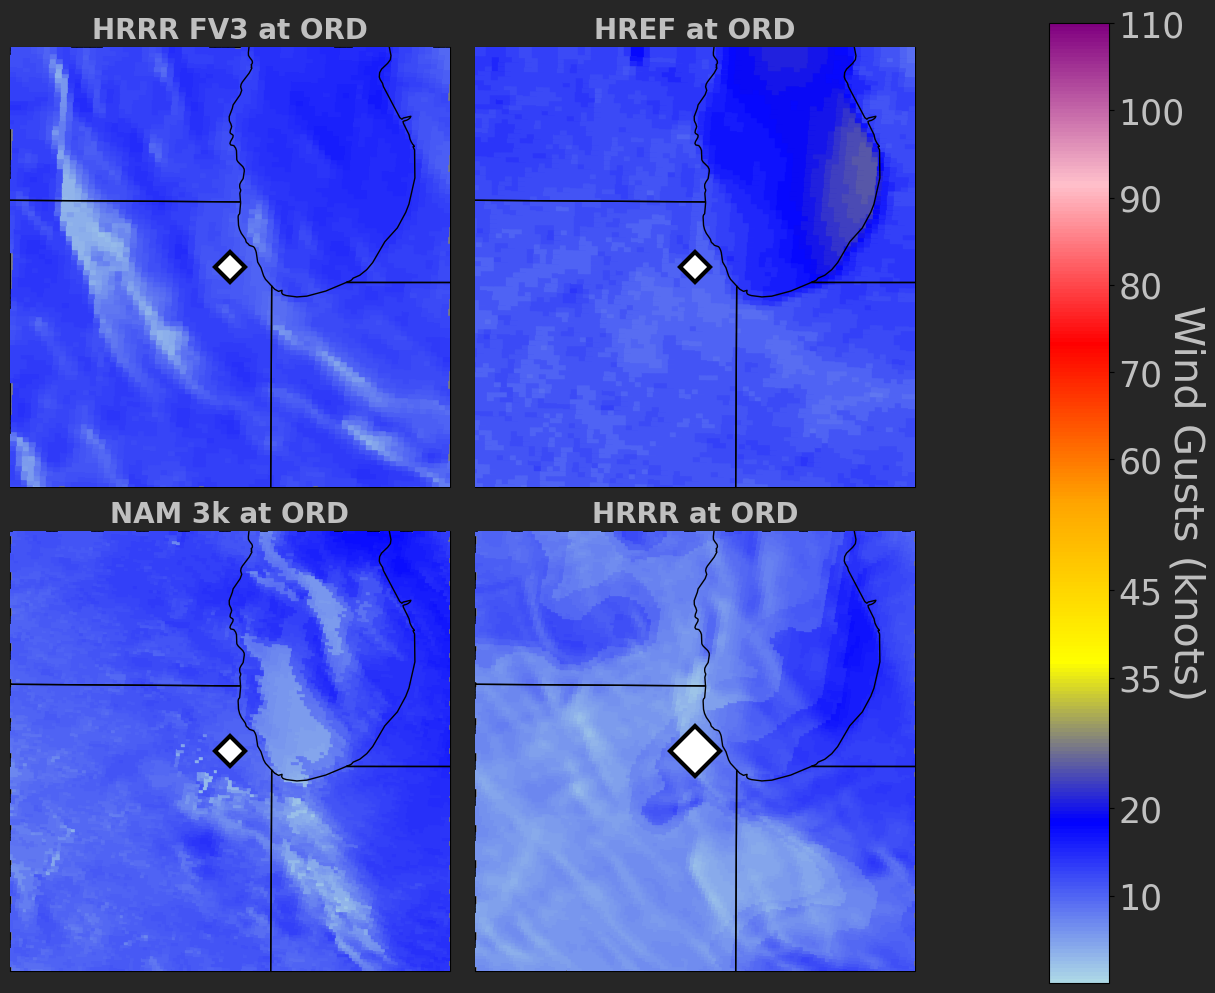 HRRR FV3 at ORD
HREF at ORD
NAM 3k at ORD
HRRR at ORD
110
100
90
80
70
60
45
35
20
10
Wind Gusts (knots)